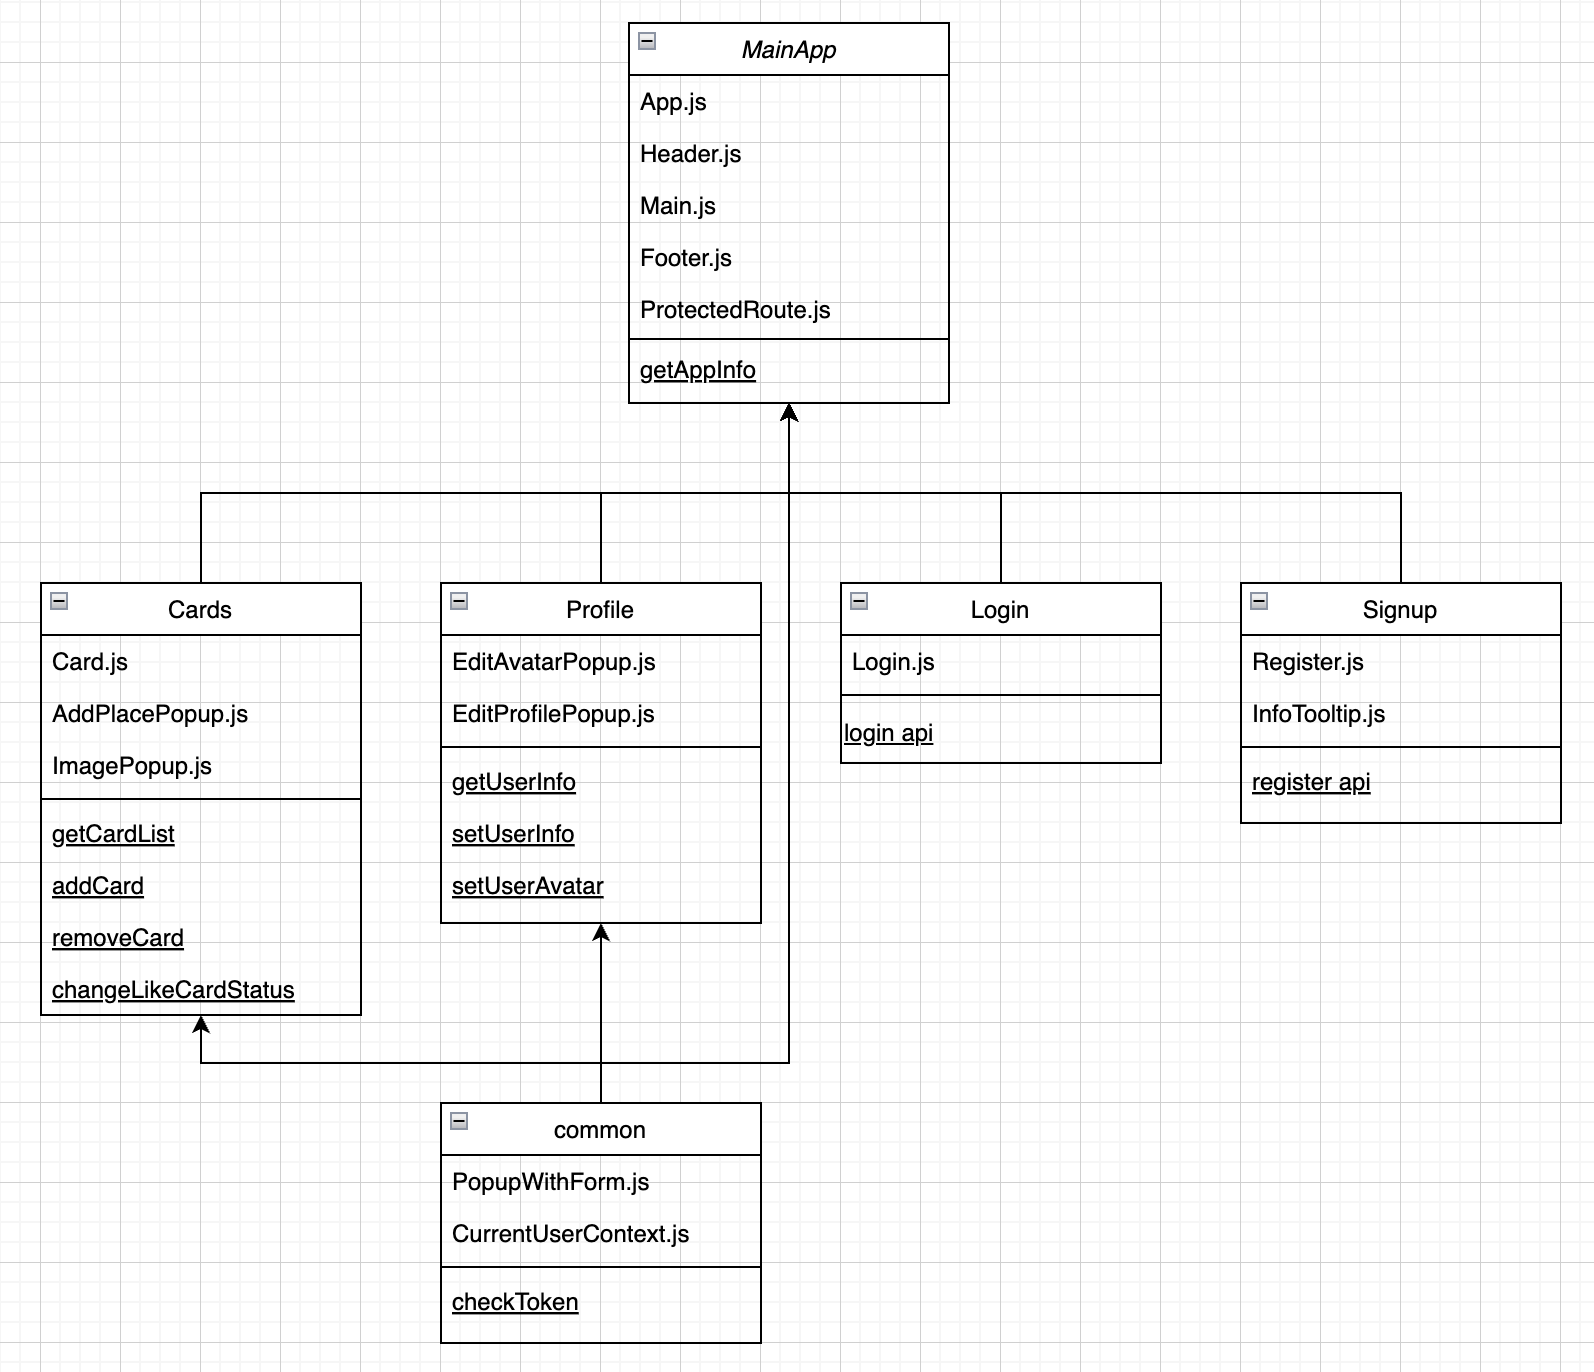 MainApp
App.js
Header.js
Main.js
Footer.js
ProtectedRoute.js
getAppInfo
Cards
Card.js
AddPlacePopup.js
ImagePopup.js
getCardList
addCard
removeCard
changeLikeCardStatus
Profile
EditAvatarPopup.js
EditProfilePopup.js
getUserInfo
setUserInfo
setUserAvatar
Login
Login.js
login api
Signup
Register.js
InfoTooltip.js
register api
common
PopupWithForm.js
CurrentUserContext.js
checkToken